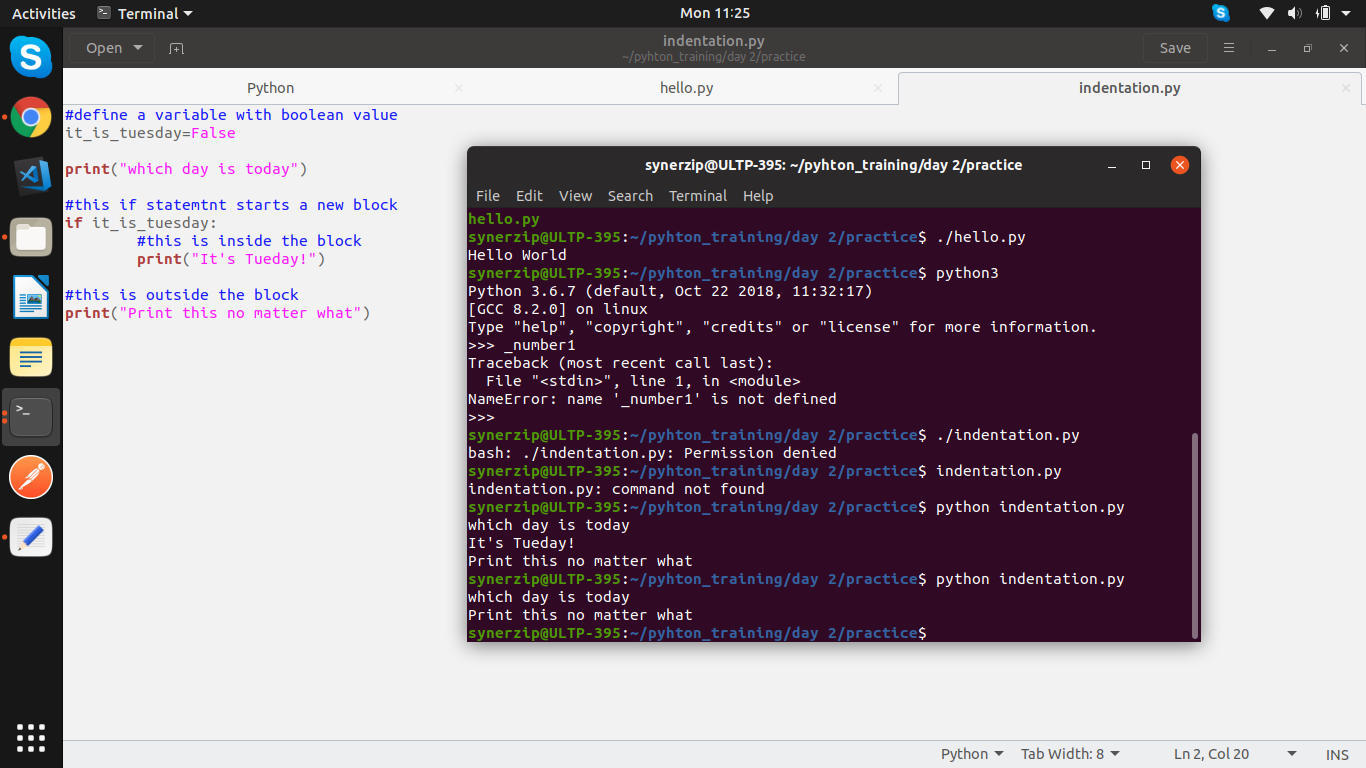 Activities Terminal Mon 11:25
Open indentation.py Save
~/pyhton_training/day 2/practice
Python hello.py indentation.py
#define a variable with boolean value
it_is_tuesday=False
print("which day is today")
#this if statemtnt starts a new block
if it_is_tuesday:
#this is inside the block
print("It's Tueday!")
#this is outside the block
print("Print this no matter what")
synerzip@ULTP-395: ~/pyhton_training/day 2/practice
File Edit View Search Terminal Help
hello.py
synerzip@ULTP-395:~/pyhton_training/day 2/practice$ ./hello.py
Hello World
synerzip@ULTP-395:~/pyhton_training/day 2/practice$ python3
Python 3.6.7 (default, Oct 22 2018, 11:32:17)
[GCC 8.2.0] on linux
Type "help", "copyright", "credits" or "license" for more information.
>>> _number1
Traceback (most recent call last):
File "<stdin>", line 1, in <module>
NameError: name '_number1' is not defined
>>>
synerzip@ULTP-395:~/pyhton_training/day 2/practice$ ./indentation.py
bash: ./indentation.py: Permission denied
synerzip@ULTP-395:~/pyhton_training/day 2/practice$ indentation.py
indentation.py: command not found
synerzip@ULTP-395:~/pyhton_training/day 2/practice$ python indentation.py
which day is today
It's Tueday!
Print this no matter what
synerzip@ULTP-395:~/pyhton_training/day 2/practice$ python indentation.py
which day is today
Print this no matter what
synerzip@ULTP-395:~/pyhton_training/day 2/practice$
Python Tab Width: 8 Ln 2, Col 20 INS